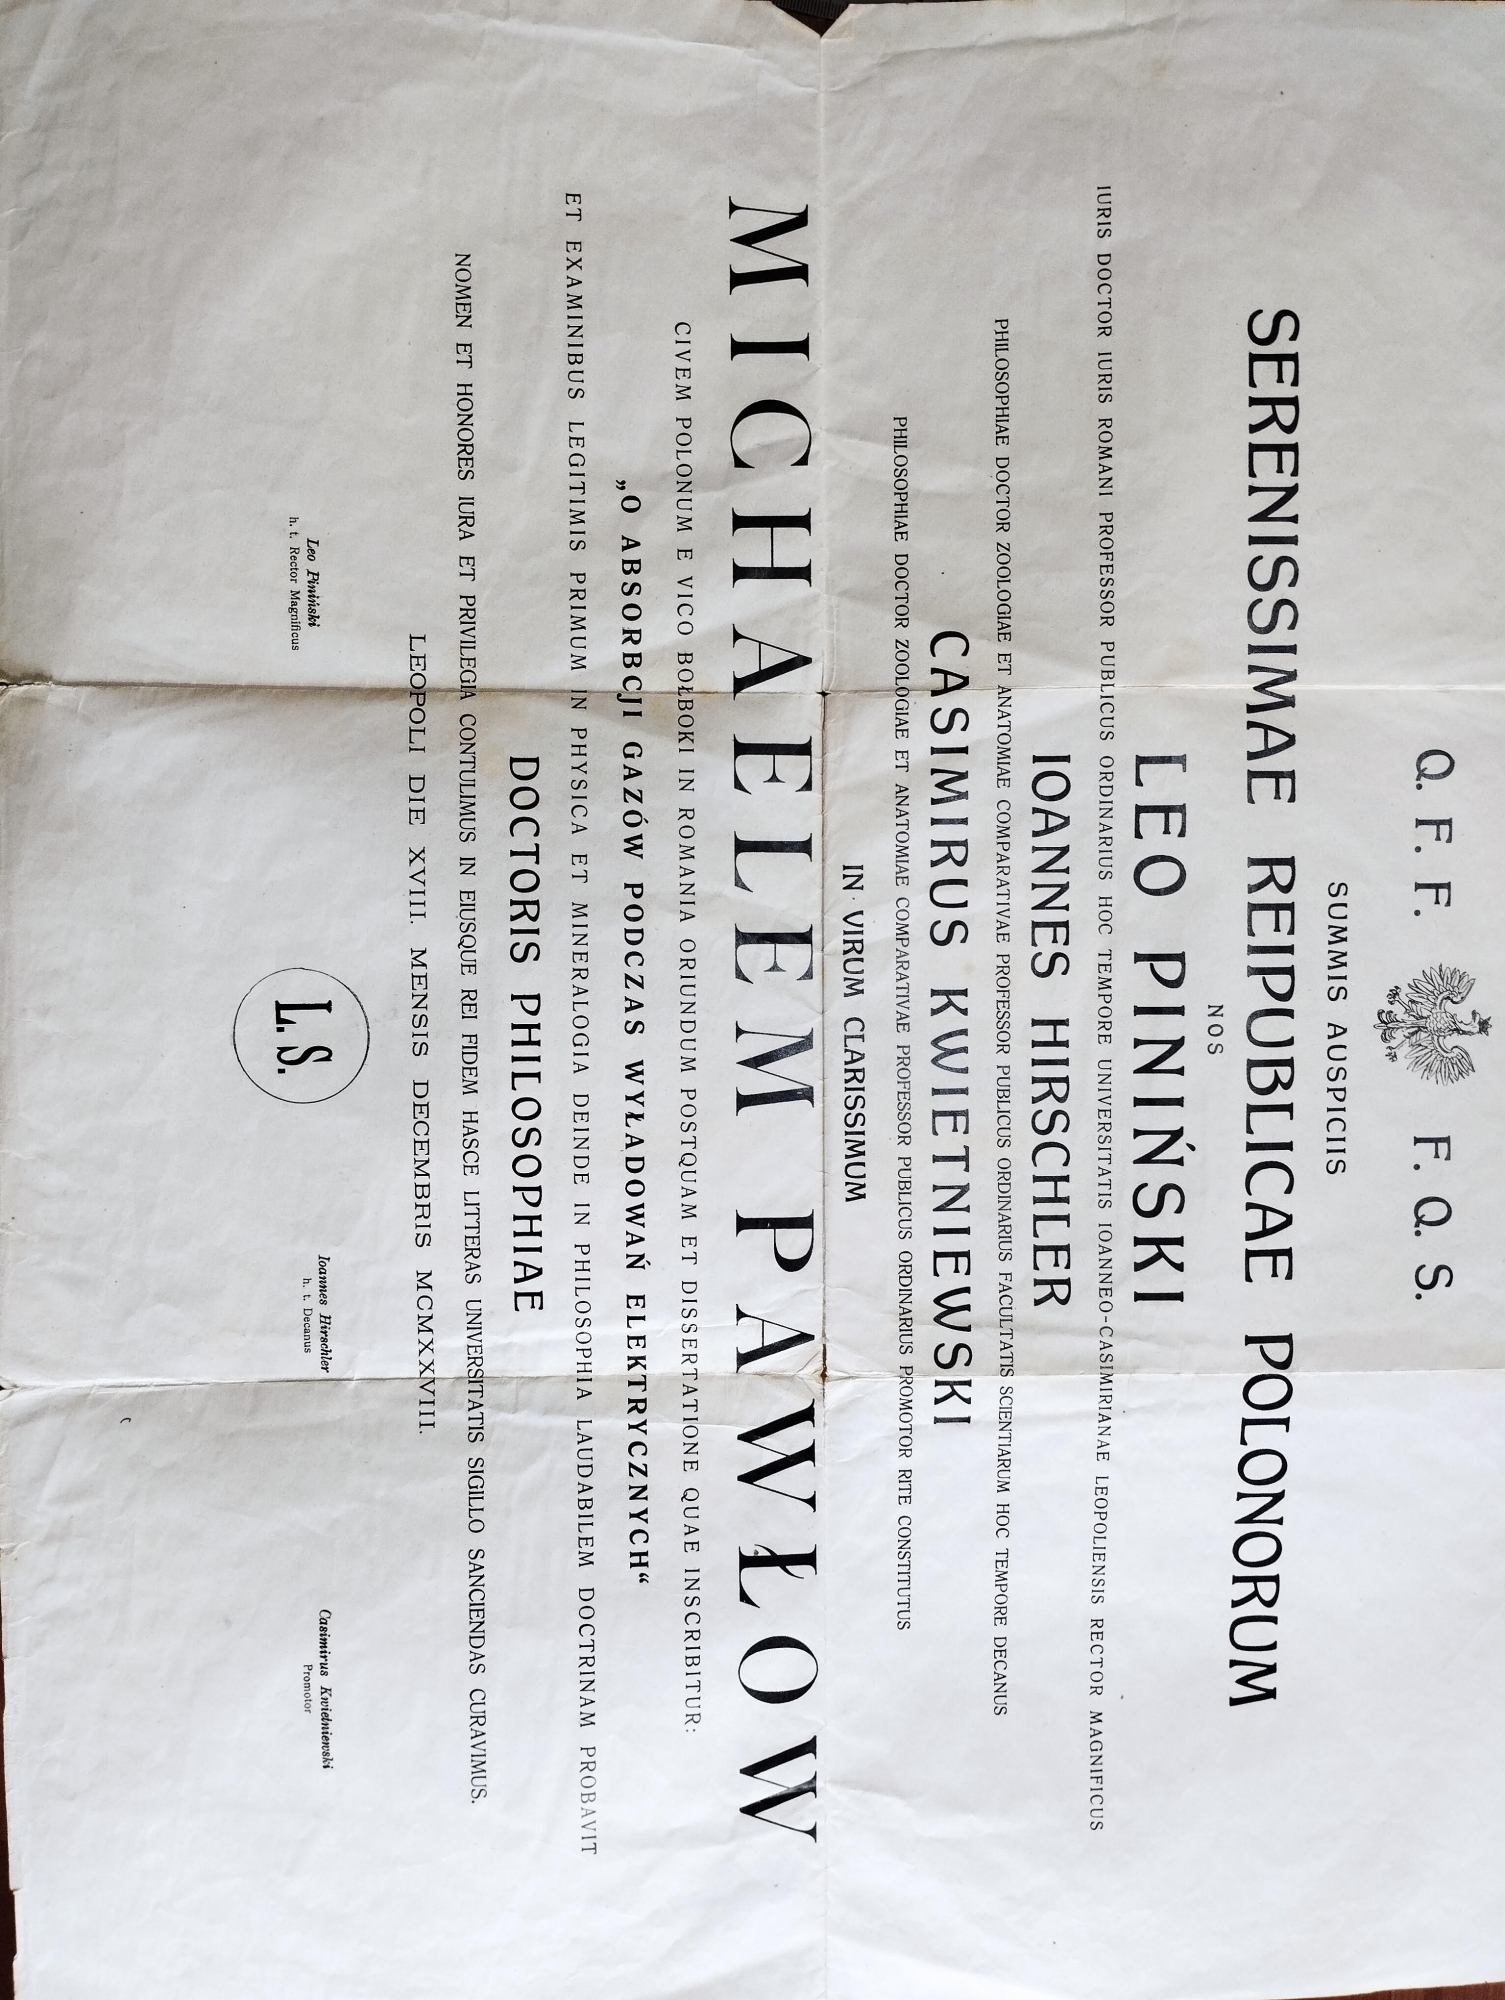 Q. F. F. F. Q. S.
SUMMIS AUSPICIIS
SERENISSIMAE REIPUBLICAE POLONORUM
NOS
LEO PINIŃSKI
IURIS DOCTOR IURIS ROMANI PROFESSOR PUBLICUS ORDINARIUS HOC TEMPORE UNIVERSITATIS IOANNEO-CASIMIRIANAE LEOPOLIENSIS RECTOR MAGNIFICUS
IOANNES HIRSCHLER
PHILOSOPHIAE DOCTOR ZOOLOGIAE ET ANATOMIAE COMPARATIVAE PROFESSOR PUBLICUS ORDINARIUS FACULTATIS SCIENTIARUM HOC TEMPORE DECANUS
CASIMIRUS KWIETNIEWSKI
PHILOSOPHIAE DOCTOR ZOOLOGIAE ET ANATOMIAE COMPARATIVAE PROFESSOR PUBLICUS ORDINARIUS PROMOTOR RITE CONSTITUTUS
IN VIRUM CLARISSIMUM
MICHAELEM PAWŁOW
CIVEM POLONUM E VICO BOŁBOKI IN ROMANIA ORIUNDUM POSTQUAM ET DISSERTATIONE QUAE INSCRIBITUR:
„O ABSORBCJI GAZÓW PODCZAS WYŁADOWAŃ ELEKTRYCZNYCH“
ET EXAMINIBUS LEGITIMIS PRIMUM IN PHYSICA ET MINERALOGIA DEINDE IN PHILOSOPHIA LAUDABILEM DOCTRINAM PROBAVIT
DOCTORIS PHILOSOPHIAE
NOMEN ET HONORES IURA ET PRIVILEGIA CONTULIMUS IN EIUSQUE REI FIDEM HASCE LITTERAS UNIVERSITATIS SIGILLO SANCIENDAS CURAVIMUS.
LEOPOLI DIE XVIII. MENSIS DECEMBRIS MCMXXVIII.
Leo Piniński
h. t. Rector Magnificus
L. S.
Ioannes Hirschler
h. t. Decanus
Casimirus Kwietniewski
Promotor